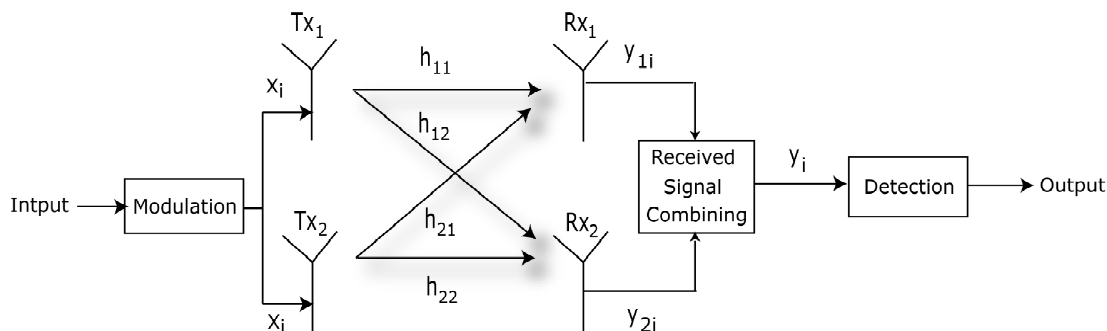 Tx₁
Rx₁
y₁ᵢ
h₁₁
xᵢ
h₁₂
Received
Signal
Combining
yᵢ
Detection
Output
Intput
Modulation
Tx₂
h₂₁
Rx₂
h₂₂
xᵢ
y₂ᵢ